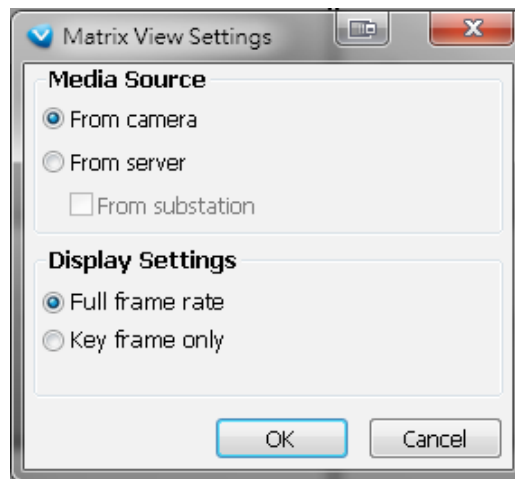 Matrix View Settings
Media Source
From camera
From server
From substation
Display Settings
Full frame rate
Key frame only
OK
Cancel